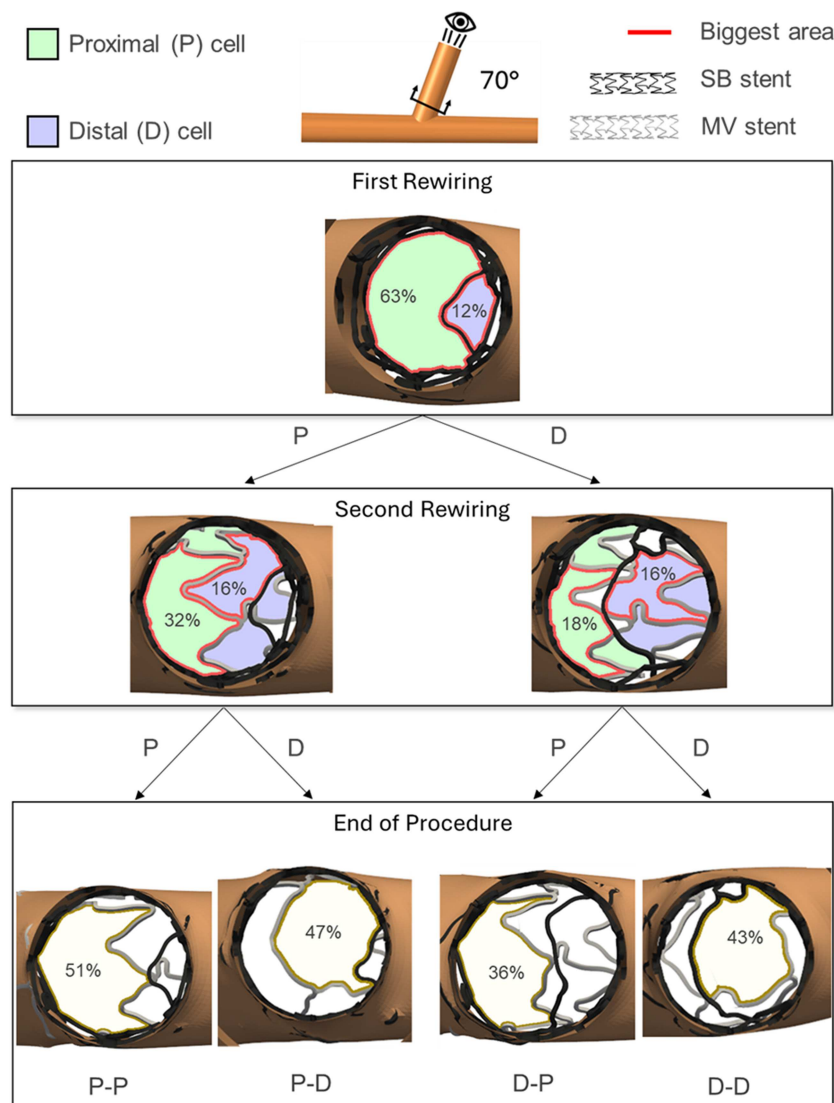 Proximal (P) cell
Distal (D) cell
70°
Biggest area
SB stent
MV stent
First Rewiring
63%
12%
P
D
Second Rewiring
16%
32%
16%
18%
P
D
P
D
End of Procedure
51%
47%
36%
43%
P-P
P-D
D-P
D-D